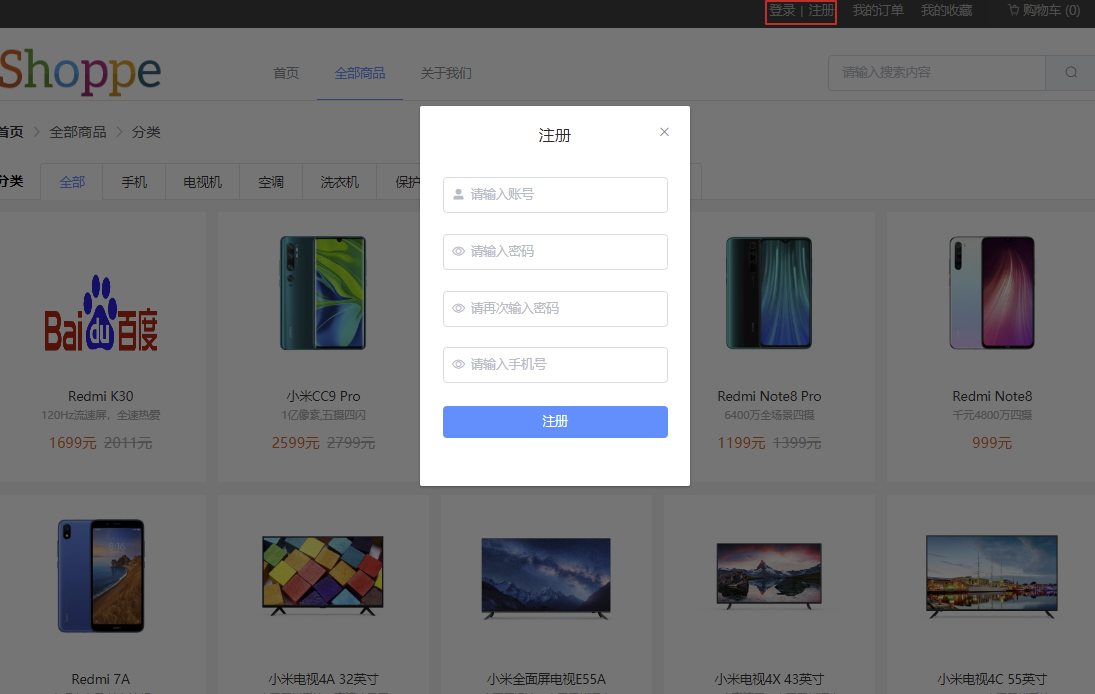 登录 | 注册 我的订单 我的收藏 购物车 (0)
Shoppe 首页 全部商品 关于我们 请输入搜索内容
首页 > 全部商品 > 分类
分类 全部 手机 电视机 空调 洗衣机 保护
注册
请输入账号
请输入密码
请再次输入密码
请输入手机号
注册
Baidu百度
Redmi K30 小米CC9 Pro Redmi Note8 Pro Redmi Note8
120Hz流速屏，全速热爱 1亿像素,五摄四闪 6400万全场景四摄 千元4800万四摄
1699元 2011元 2599元 2799元 1199元 1399元 999元
Redmi 7A 小米电视4A 32英寸 小米全面屏电视E55A 小米电视4X 43英寸 小米电视4C 55英寸